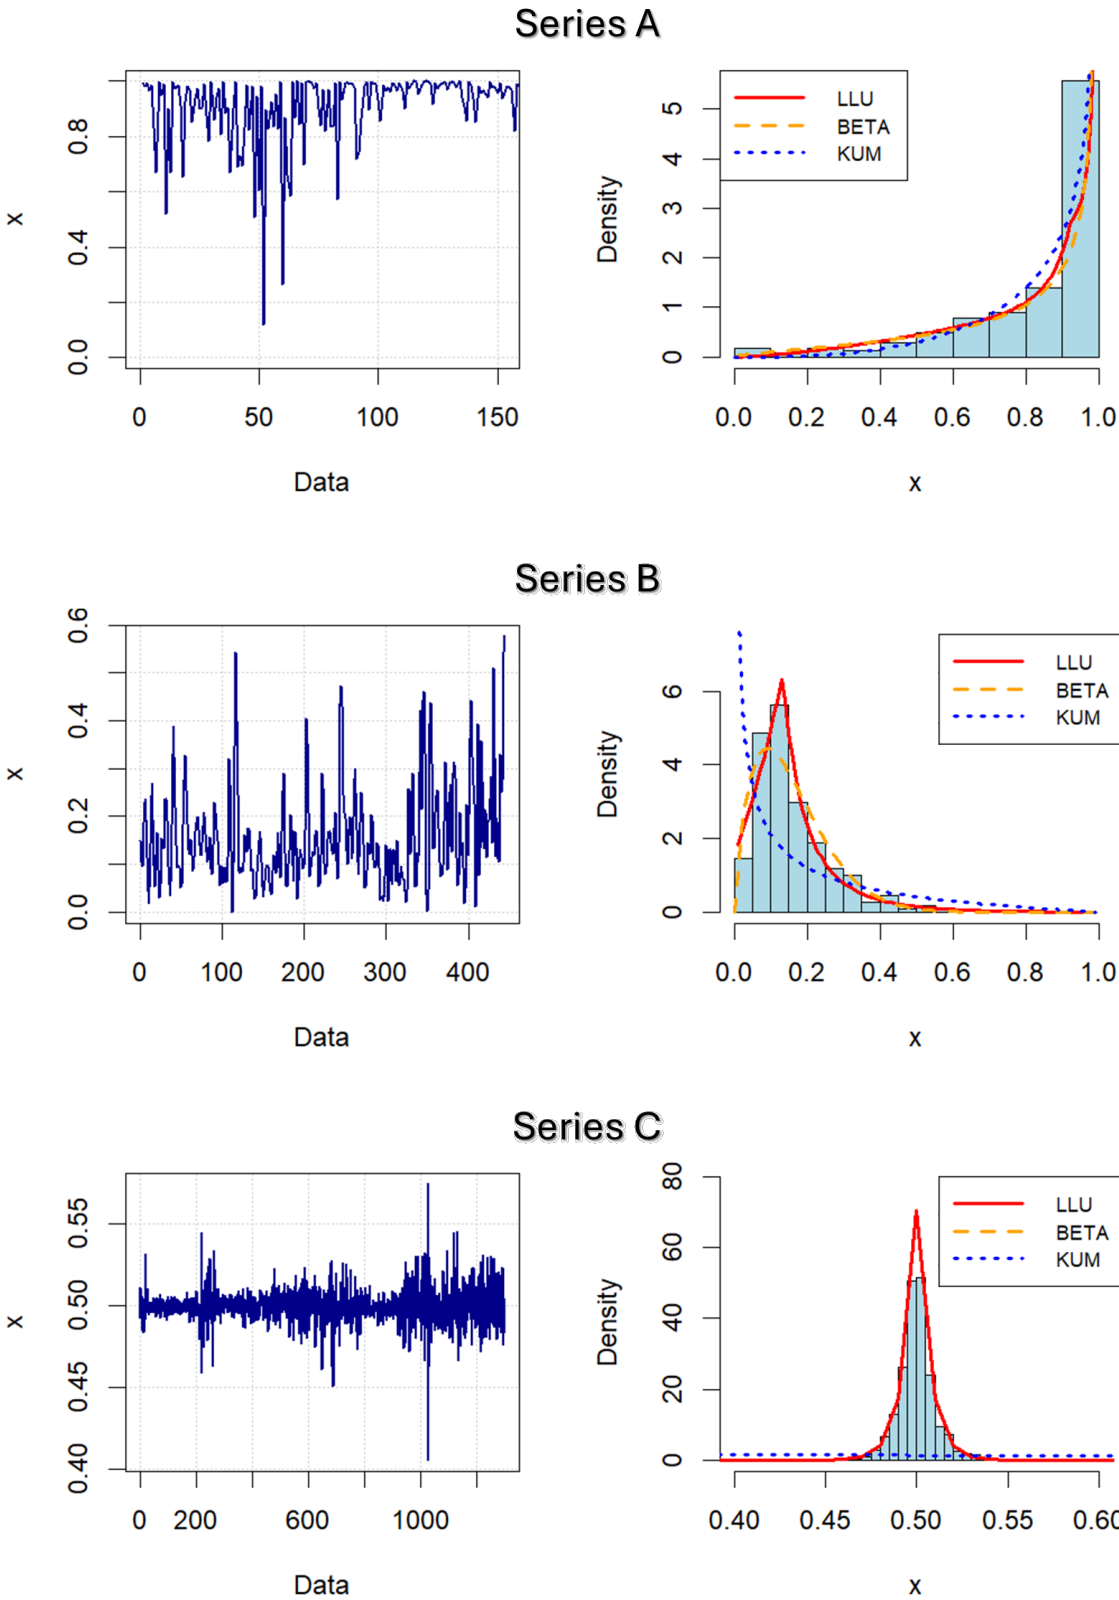 Series A
x
0.0 0.4 0.8
0 50 100 150
Data
Density
0 1 2 3 4 5
LLU
BETA
KUM
0.0 0.2 0.4 0.6 0.8 1.0
x
Series B
x
0.0 0.2 0.4 0.6
0 100 200 300 400
Data
Density
0 2 4 6
LLU
BETA
KUM
0.0 0.2 0.4 0.6 0.8 1.0
x
Series C
x
0.40 0.45 0.50 0.55
0 200 600 1000
Data
Density
0 20 40 60 80
LLU
BETA
KUM
0.40 0.45 0.50 0.55 0.60
x